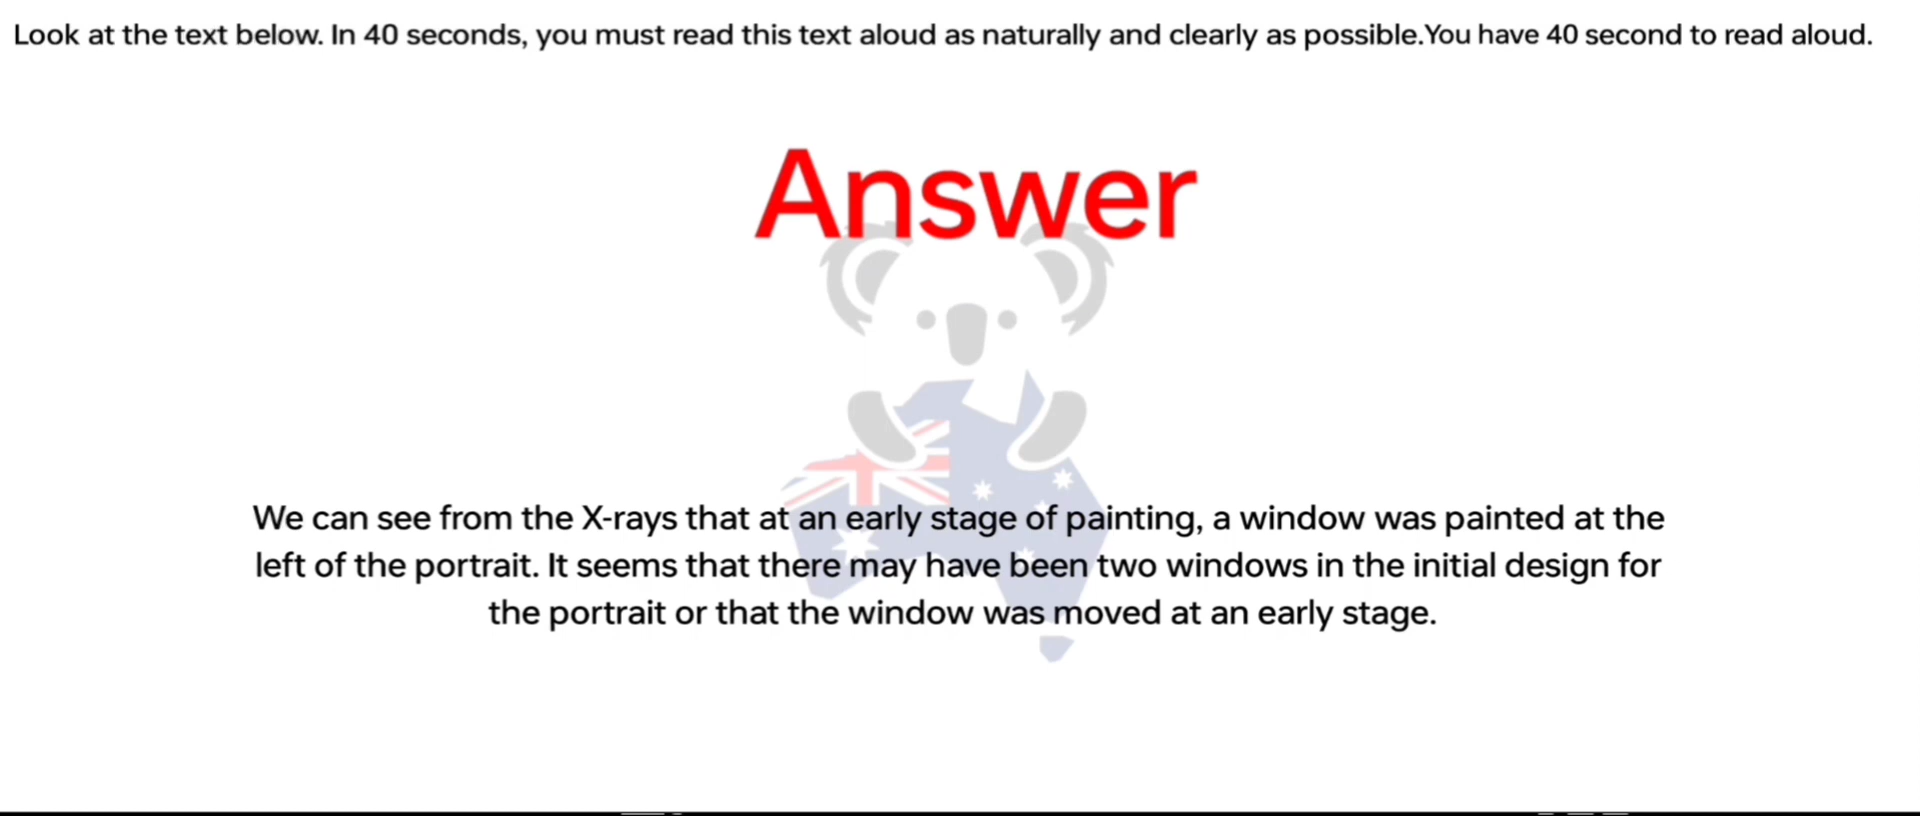 Look at the text below. In 40 seconds, you must read this text aloud as naturally and clearly as possible.You have 40 second to read aloud.
Answer
We can see from the X-rays that at an early stage of painting, a window was painted at the
left of the portrait. It seems that there may have been two windows in the initial design for
the portrait or that the window was moved at an early stage.